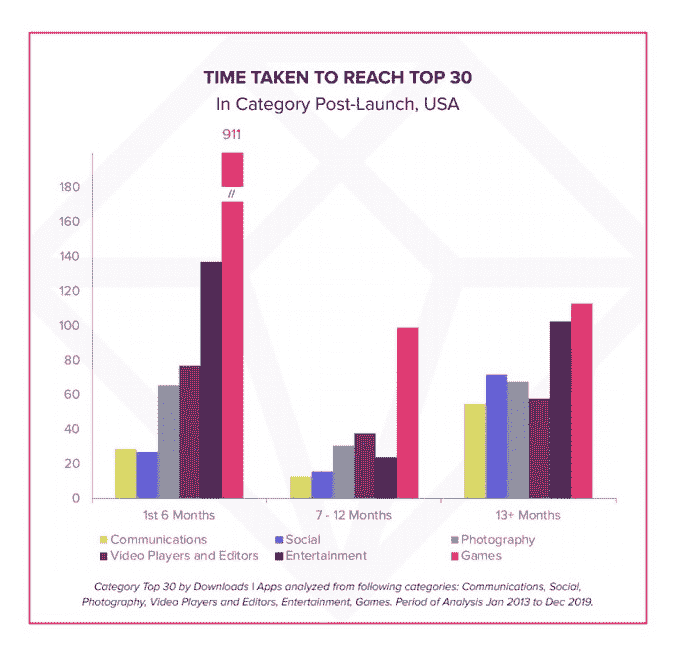 TIME TAKEN TO REACH TOP 30
In Category Post-Launch, USA
911
180
160
140
120
100
80
60
40
20
0
//
1st 6 Months
7 - 12 Months
13+ Months
Communications
Social
Photography
Video Players and Editors
Entertainment
Games
Category Top 30 by Downloads | Apps analyzed from following categories: Communications, Social,
Photography, Video Players and Editors, Entertainment, Games. Period of Analysis Jan 2013 to Dec 2019.